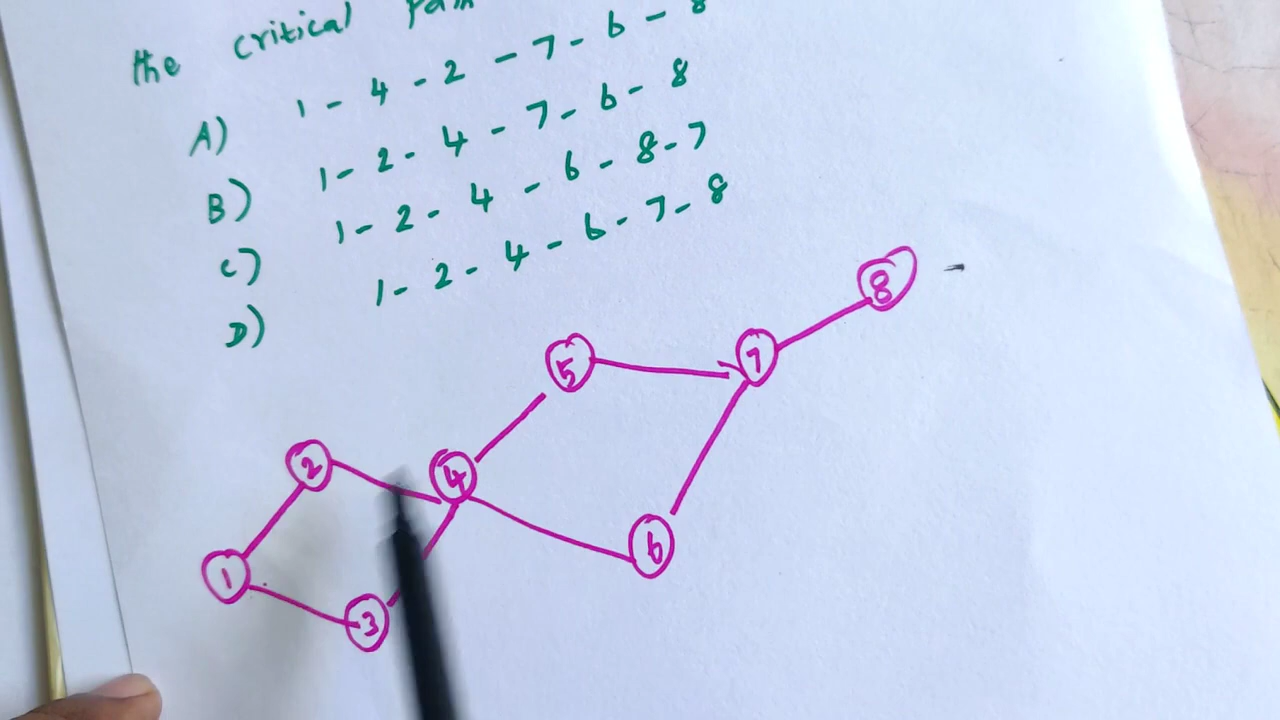 the critical path
A) 1 - 4 - 2 - 7 - 6 - 8
B) 1 - 2 - 4 - 7 - 6 - 8
C) 1 - 2 - 4 - 6 - 8 - 7
D) 1 - 2 - 4 - 6 - 7 - 8
8
5 7
2 4
6
1
3